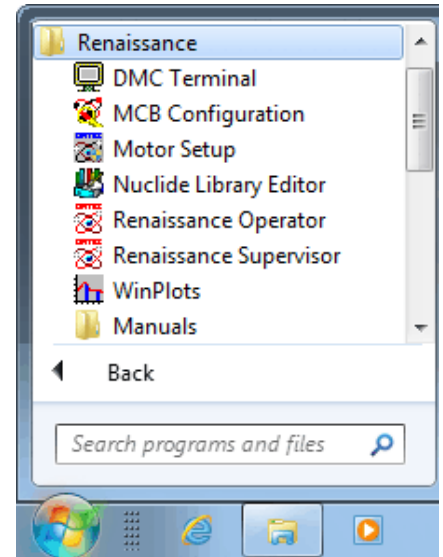 Renaissance
DMC Terminal
MCB Configuration
Motor Setup
Nuclide Library Editor
Renaissance Operator
Renaissance Supervisor
WinPlots
Manuals
Back
Search programs and files